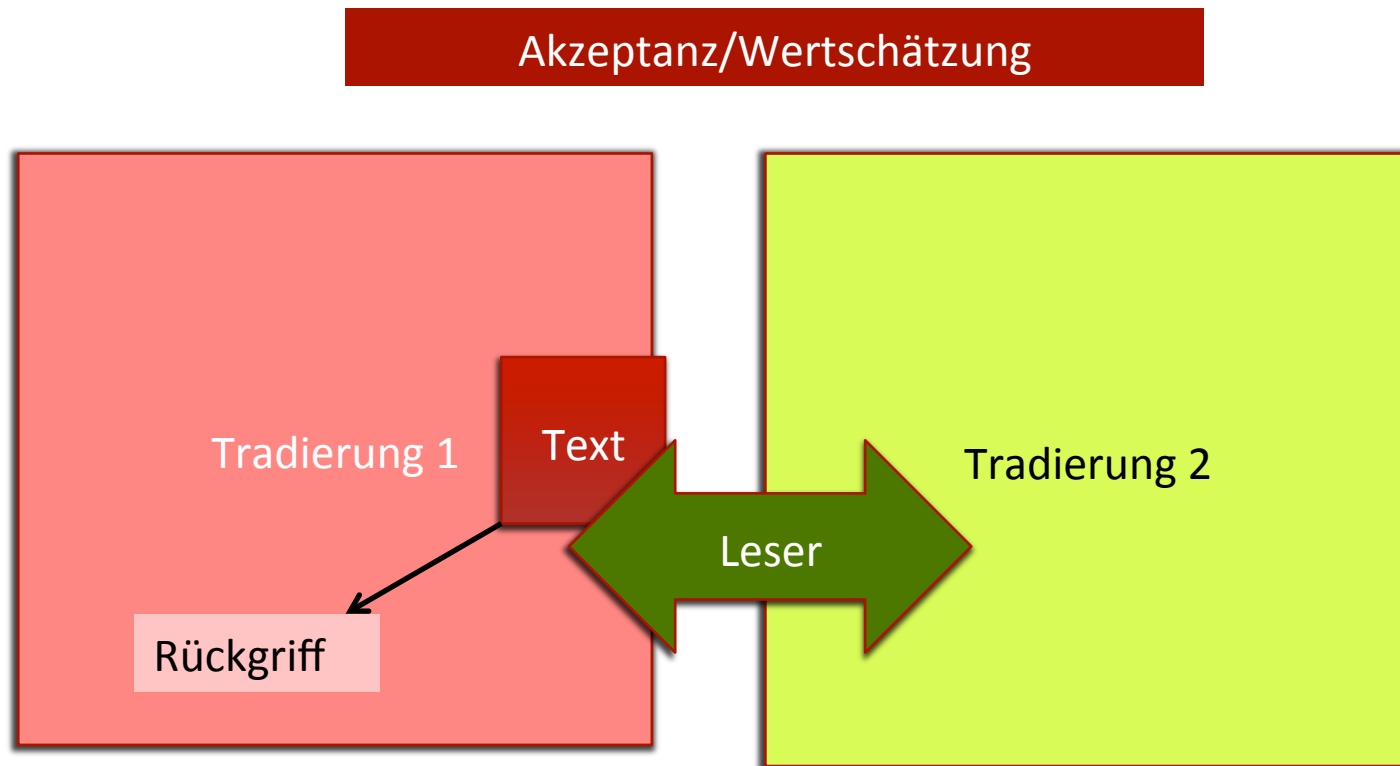 Akzeptanz/Wertschätzung
Tradierung 1
Text
Tradierung 2
Leser
Rückgriff